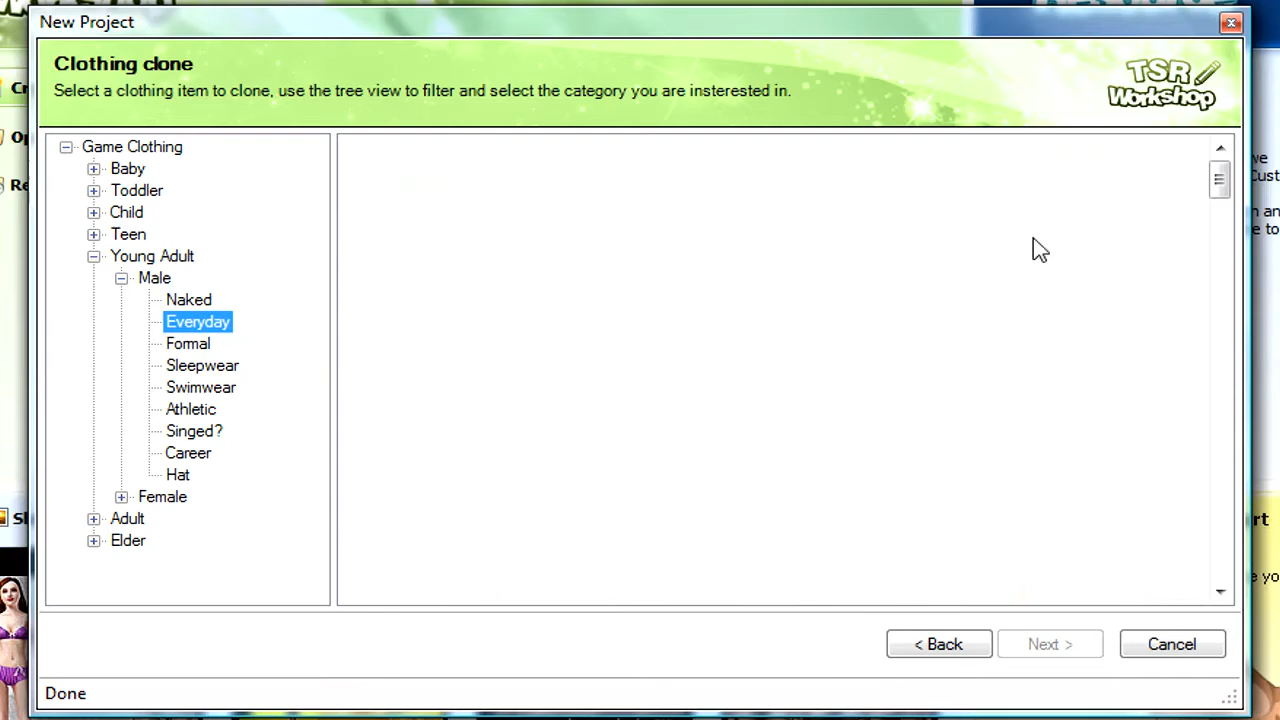 New Project
Clothing clone
Select a clothing item to clone, use the tree view to filter and select the category you are insterested in.
TSR
Workshop
Game Clothing
Baby
Toddler
Child
Teen
Young Adult
Male
Naked
Everyday
Formal
Sleepwear
Swimwear
Athletic
Singed?
Career
Hat
Female
Adult
Elder
< Back
Next >
Cancel
Done